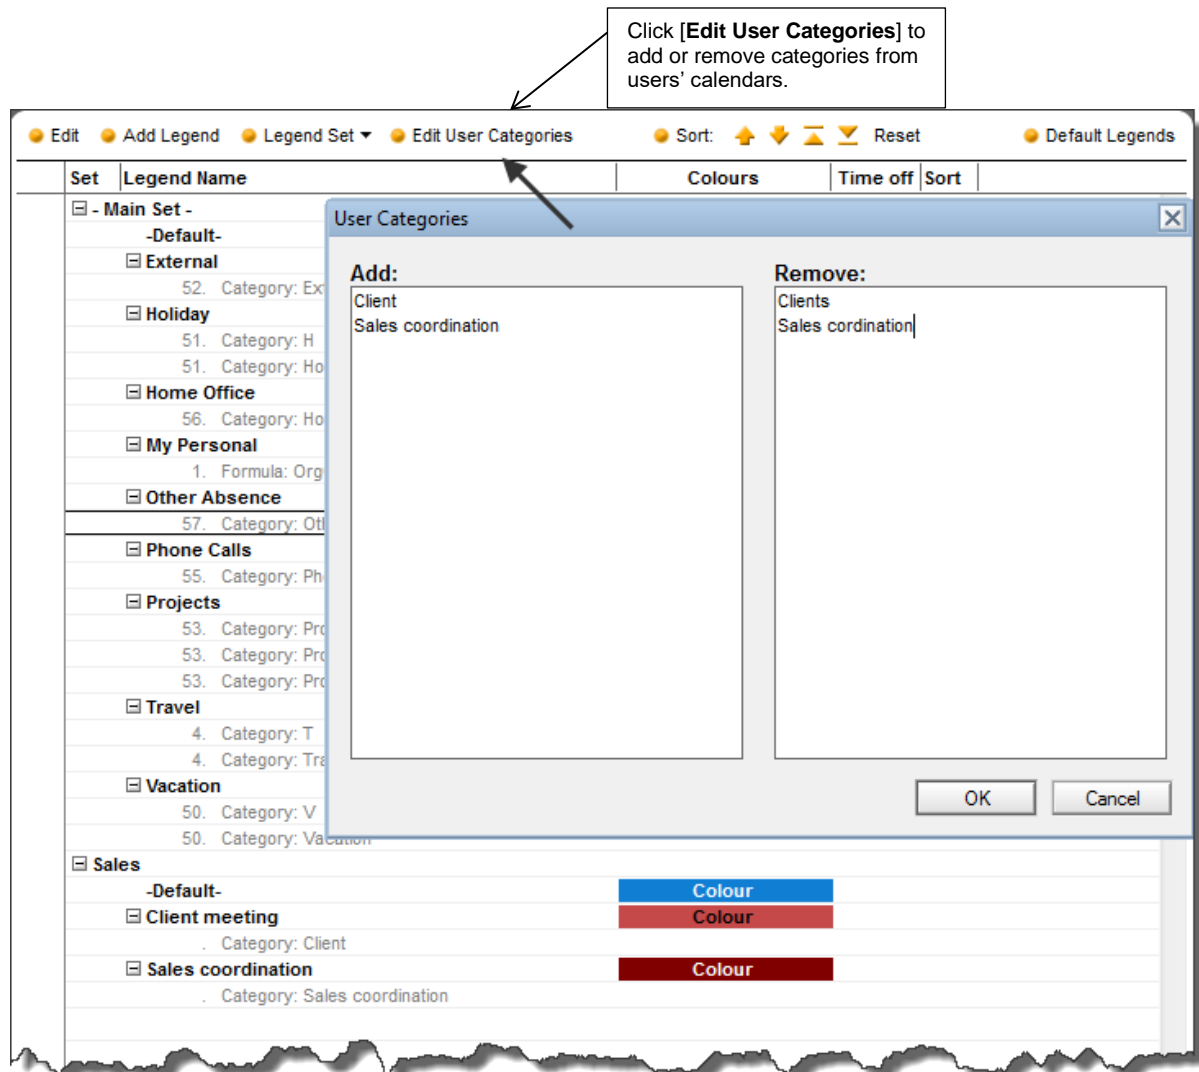 Click [Edit User Categories] to
add or remove categories from
users' calendars.
Edit Add Legend Legend Set Edit User Categories Sort: Reset Default Legends
Set Legend Name Colours Time off Sort
- Main Set -
-Default-
External
52. Category: Ex
Holiday
51. Category: H
51. Category: Ho
Home Office
56. Category: Ho
My Personal
1. Formula: Org
Other Absence
57. Category: Oth
Phone Calls
55. Category: Ph
Projects
53. Category: Pro
53. Category: Pro
53. Category: Pro
Travel
4. Category: T
4. Category: Tra
Vacation
50. Category: V
50. Category: Vacation
User Categories
Add: Remove:
Client Clients
Sales coordination Sales cordination
OK Cancel
Sales
-Default- Colour
Client meeting Colour
. Category: Client
Sales coordination Colour
. Category: Sales coordination